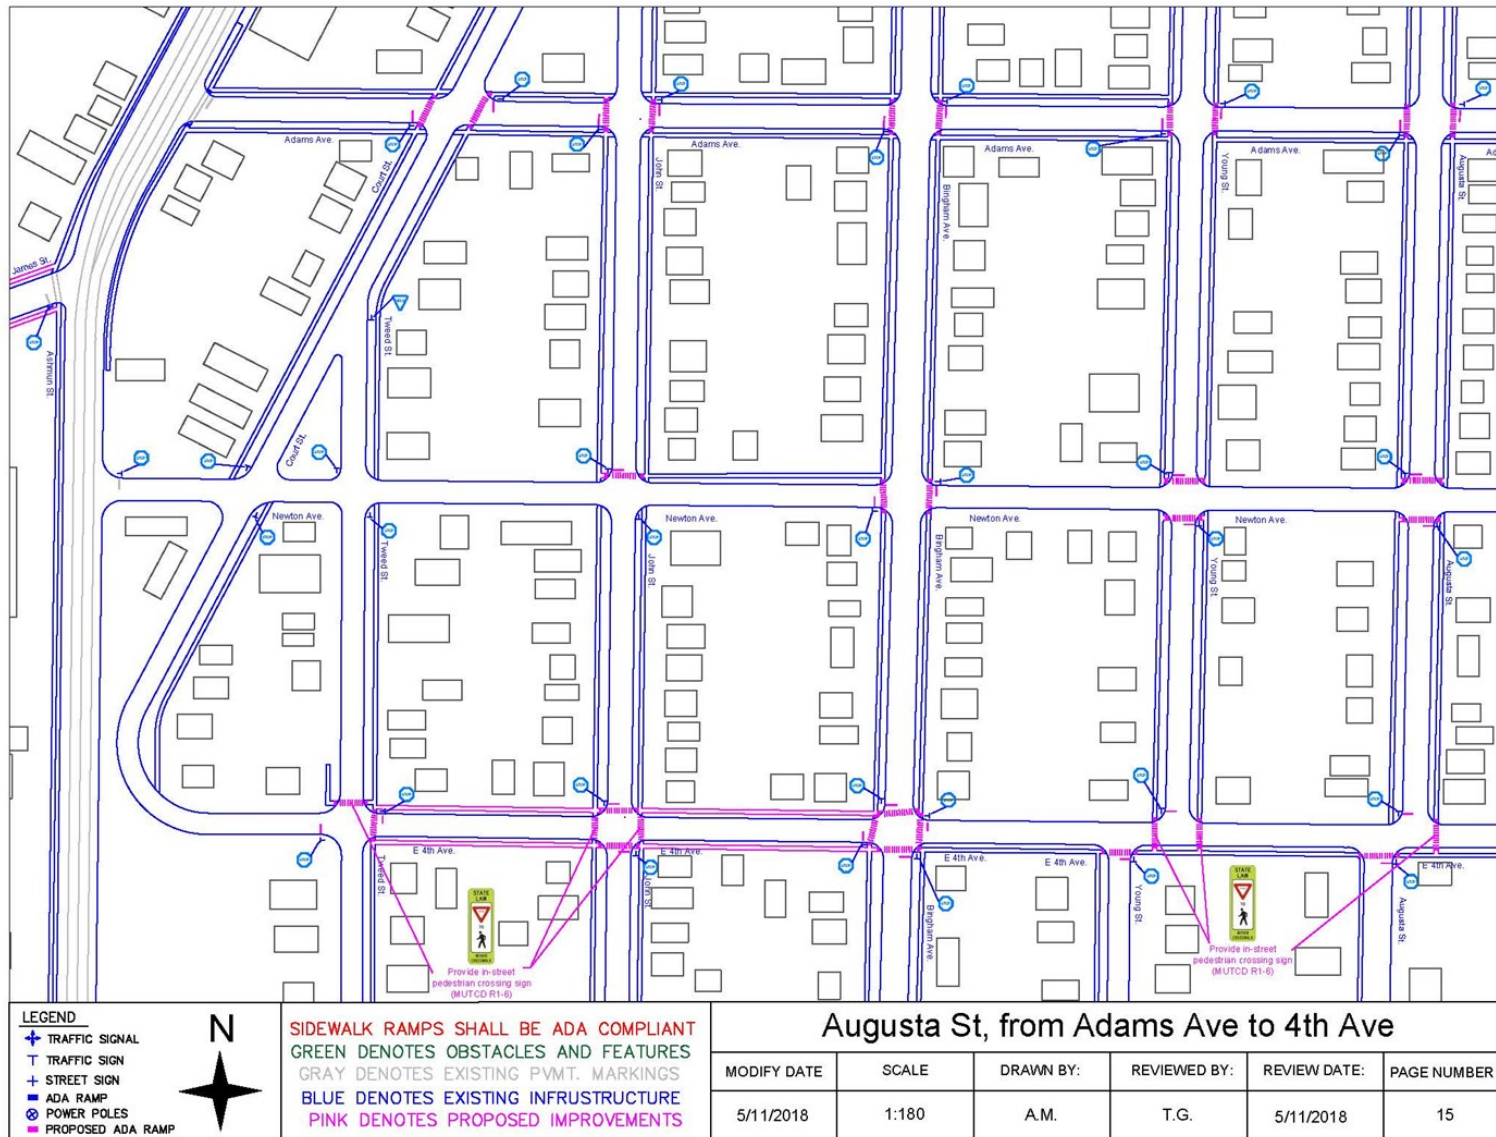 Adams Ave.
Court St.
John St.
Adams Ave.
Bingham Ave.
Adams Ave.
Young St.
Adams Ave.
Augusta St.
James St.
Ashmun St.
Tweed St.
Court St.
Newton Ave.
Tweed St.
John St.
Newton Ave.
Bingham Ave.
Newton Ave.
Young St.
Newton Ave.
Augusta St.
Tweed St.
E 4th Ave.
John St.
E 4th Ave.
Bingham Ave.
E 4th Ave.
E 4th Ave.
Young St.
Augusta St.
E 4th Ave.
STATE
LAW
Provide in-street
pedestrian crossing sign
(MUTCD R1-6)
STATE
LAW
Provide in-street
pedestrian crossing sign
(MUTCD R1-6)
LEGEND
TRAFFIC SIGNAL
TRAFFIC SIGN
STREET SIGN
ADA RAMP
POWER POLES
PROPOSED ADA RAMP
N
SIDEWALK RAMPS SHALL BE ADA COMPLIANT
GREEN DENOTES OBSTACLES AND FEATURES
GRAY DENOTES EXISTING PVMT. MARKINGS
BLUE DENOTES EXISTING INFRUSTRUCTURE
PINK DENOTES PROPOSED IMPROVEMENTS
Augusta St, from Adams Ave to 4th Ave
MODIFY DATE SCALE DRAWN BY: REVIEWED BY: REVIEW DATE: PAGE NUMBER
5/11/2018 1:180 A.M. T.G. 5/11/2018 15